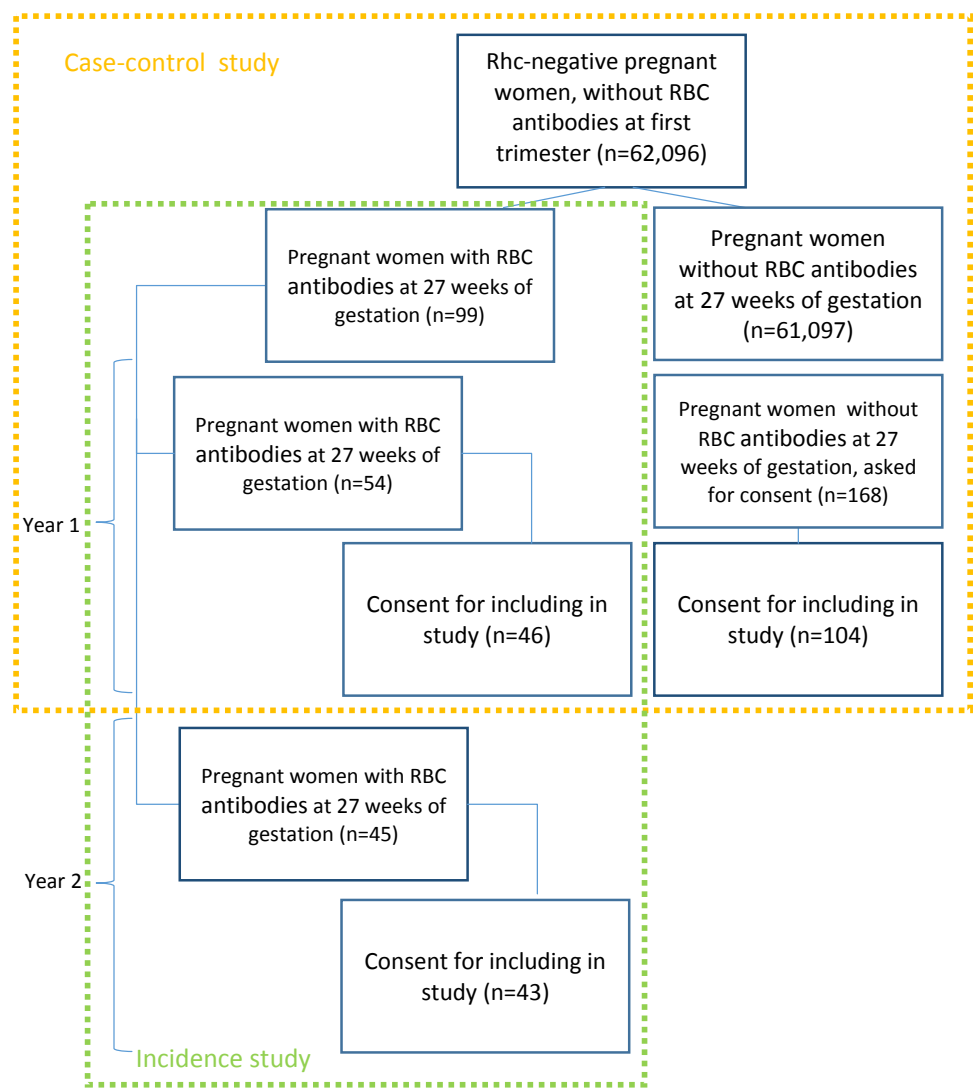 Case-control study
Rhc-negative pregnant
women, without RBC
antibodies at first
trimester (n=62,096)
Pregnant women with RBC
antibodies at 27 weeks of
gestation (n=99)
Pregnant women
without RBC antibodies
at 27 weeks of gestation
(n=61,097)
Pregnant women with RBC
antibodies at 27 weeks of
gestation (n=54)
Pregnant women without
RBC antibodies at 27
weeks of gestation, asked
for consent (n=168)
Year 1
Consent for including in
study (n=46)
Consent for including in
study (n=104)
Pregnant women with RBC
antibodies at 27 weeks of
gestation (n=45)
Year 2
Consent for including in
study (n=43)
Incidence study